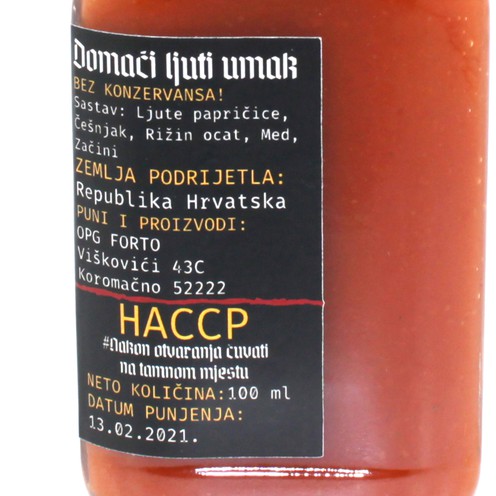 Domaći ljuti umak
BEZ KONZERVANSA!
Sastav: Ljute papričice,
Češnjak, Rižin ocat, Med,
Začini
ZEMLJA PODRIJETLA:
Republika Hrvatska
PUNI I PROIZVODI:
OPG FORTO
Viškovići 43C
Koromačno 52222
HACCP
#Nakon otvaranja čuvati
na tamnom mjestu
NETO KOLIČINA:100 ml
DATUM PUNJENJA:
13.02.2021.